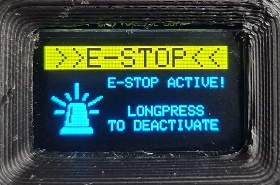 >>E-STOP<<
E-STOP ACTIVE!
LONGPRESS
TO DEACTIVATE